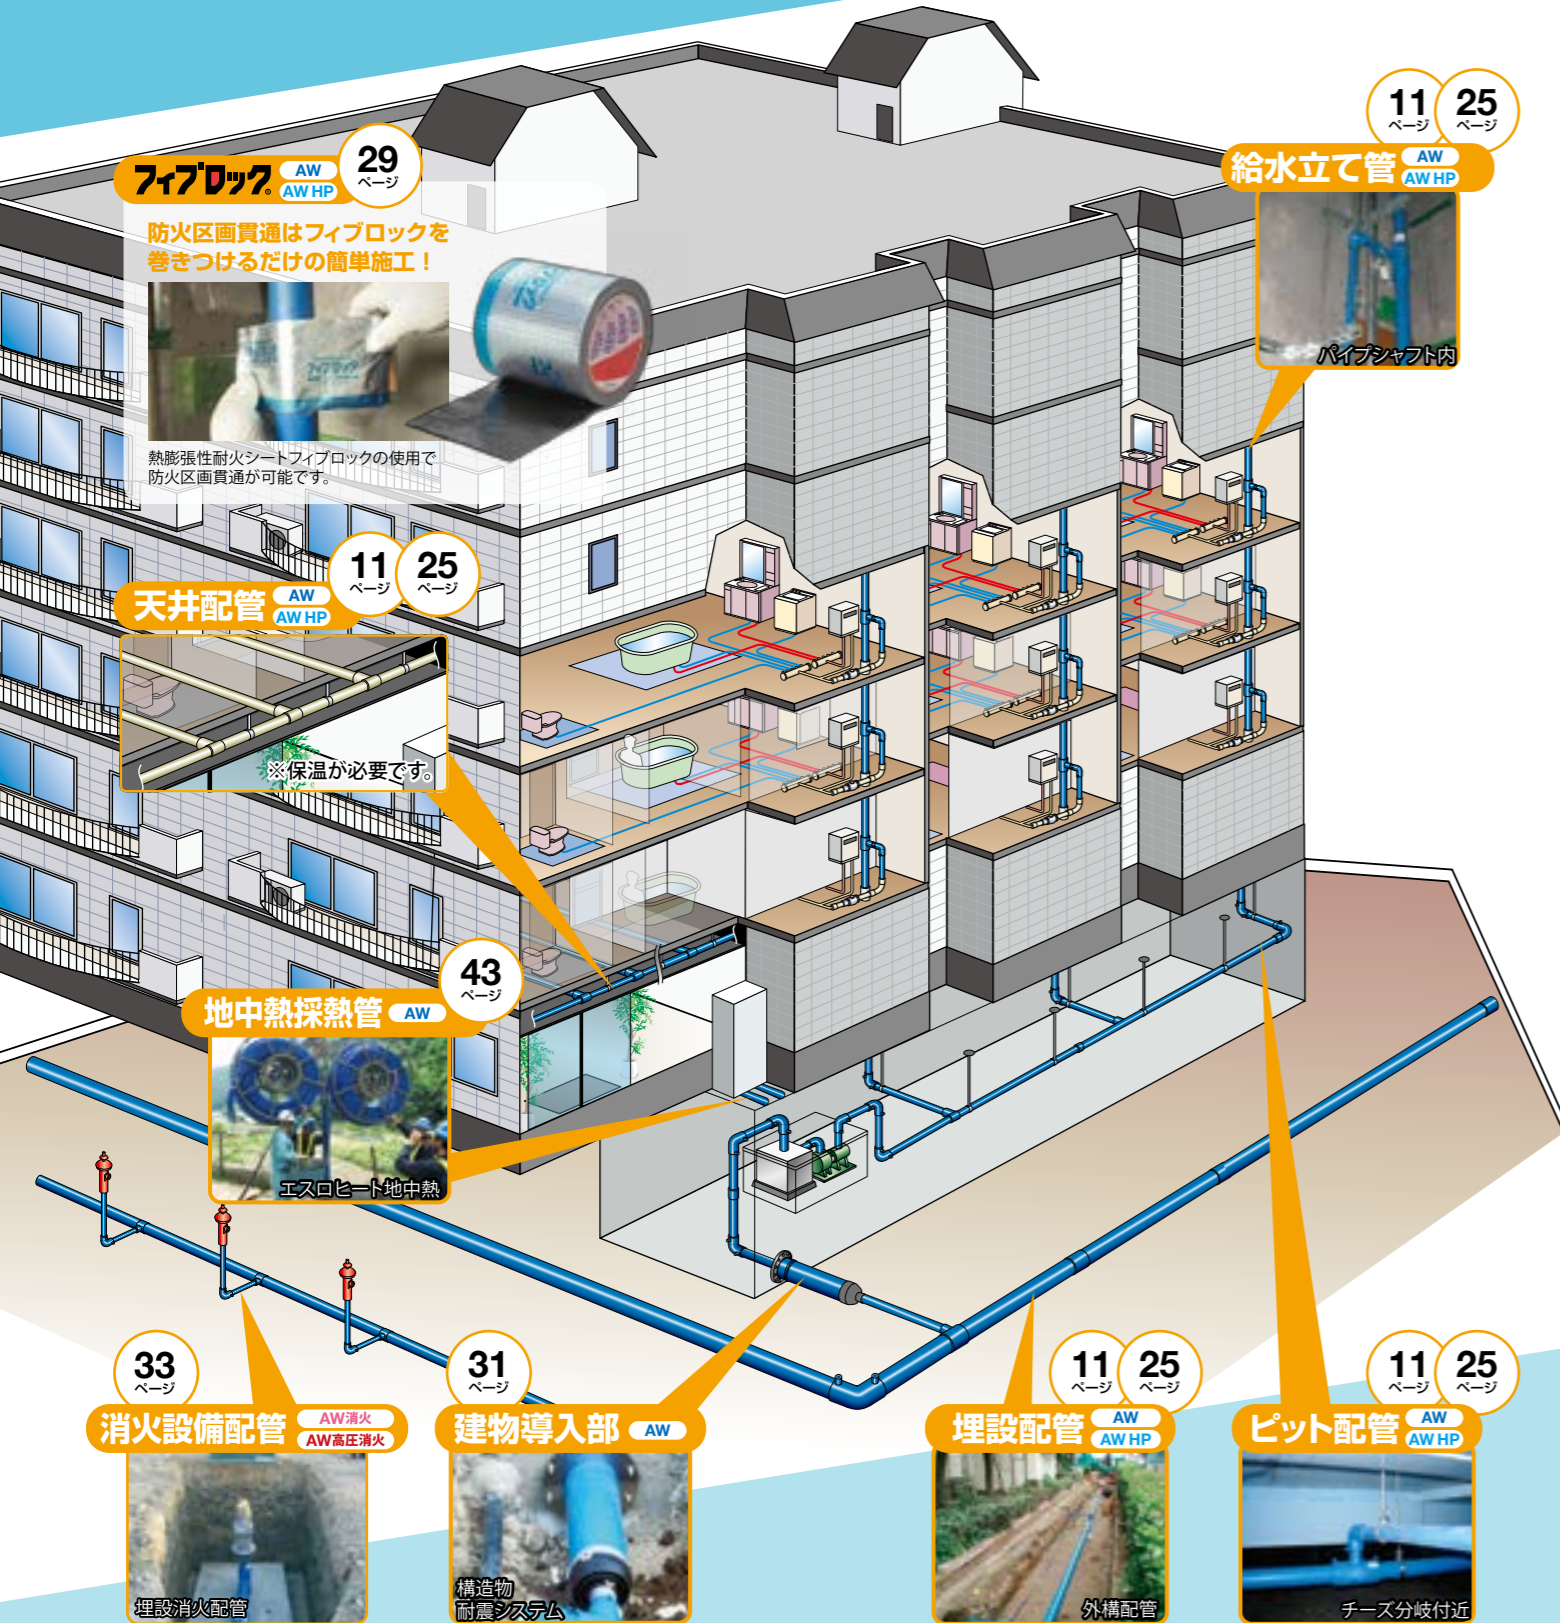 11
ページ
25
ページ
給水立て管
AW
AW HP
パイプシャフト内
フィブロック®
AW
AW HP
29
ページ
防火区画貫通はフィブロックを
巻きつけるだけの簡単施工！
フィブロック
熱膨張性耐火シートフィブロックの使用で
防火区画貫通が可能です。
天井配管
AW
AW HP
11
ページ
25
ページ
※保温が必要です。
地中熱採熱管
AW
43
ページ
エスロヒート地中熱
33
ページ
消火設備配管
AW消火
AW高圧消火
埋設消火配管
31
ページ
建物導入部
AW
構造物
耐震システム
11
ページ
25
ページ
埋設配管
AW
AW HP
外構配管
11
ページ
25
ページ
ピット配管
AW
AW HP
チーズ分岐付近